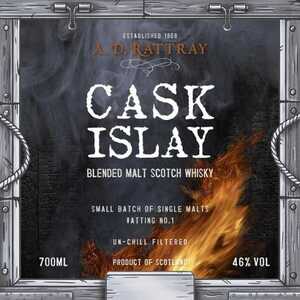 ESTABLISHED 1868
A. D. RATTRAY
CASK
ISLAY
BLENDED MALT SCOTCH WHISKY
SMALL BATCH OF SINGLE MALTS
VATTING NO.1
UN-CHILL FILTERED
700ML
PRODUCT OF SCOTLAND
46% VOL